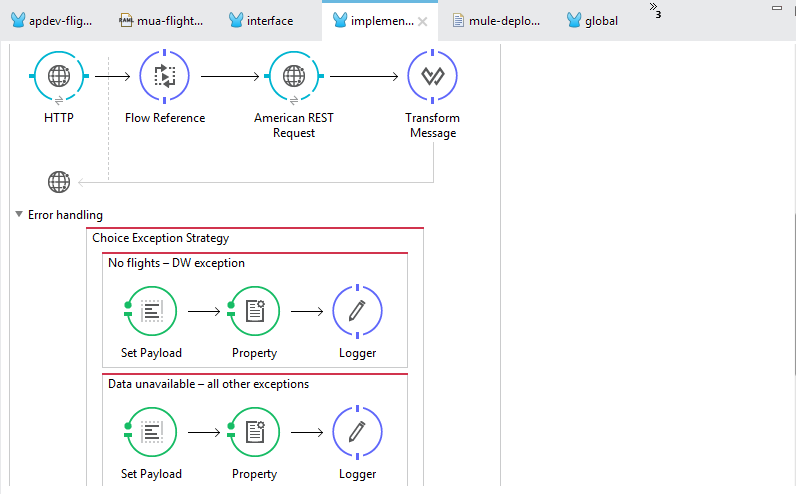 apdev-flig...
RAML
mua-flight...
interface
implemen...
mule-deplo...
global
»3
HTTP
Flow Reference
American REST
Request
Transform
Message
Error handling
Choice Exception Strategy
No flights – DW exception
Set Payload
Property
Logger
Data unavailable – all other exceptions
Set Payload
Property
Logger